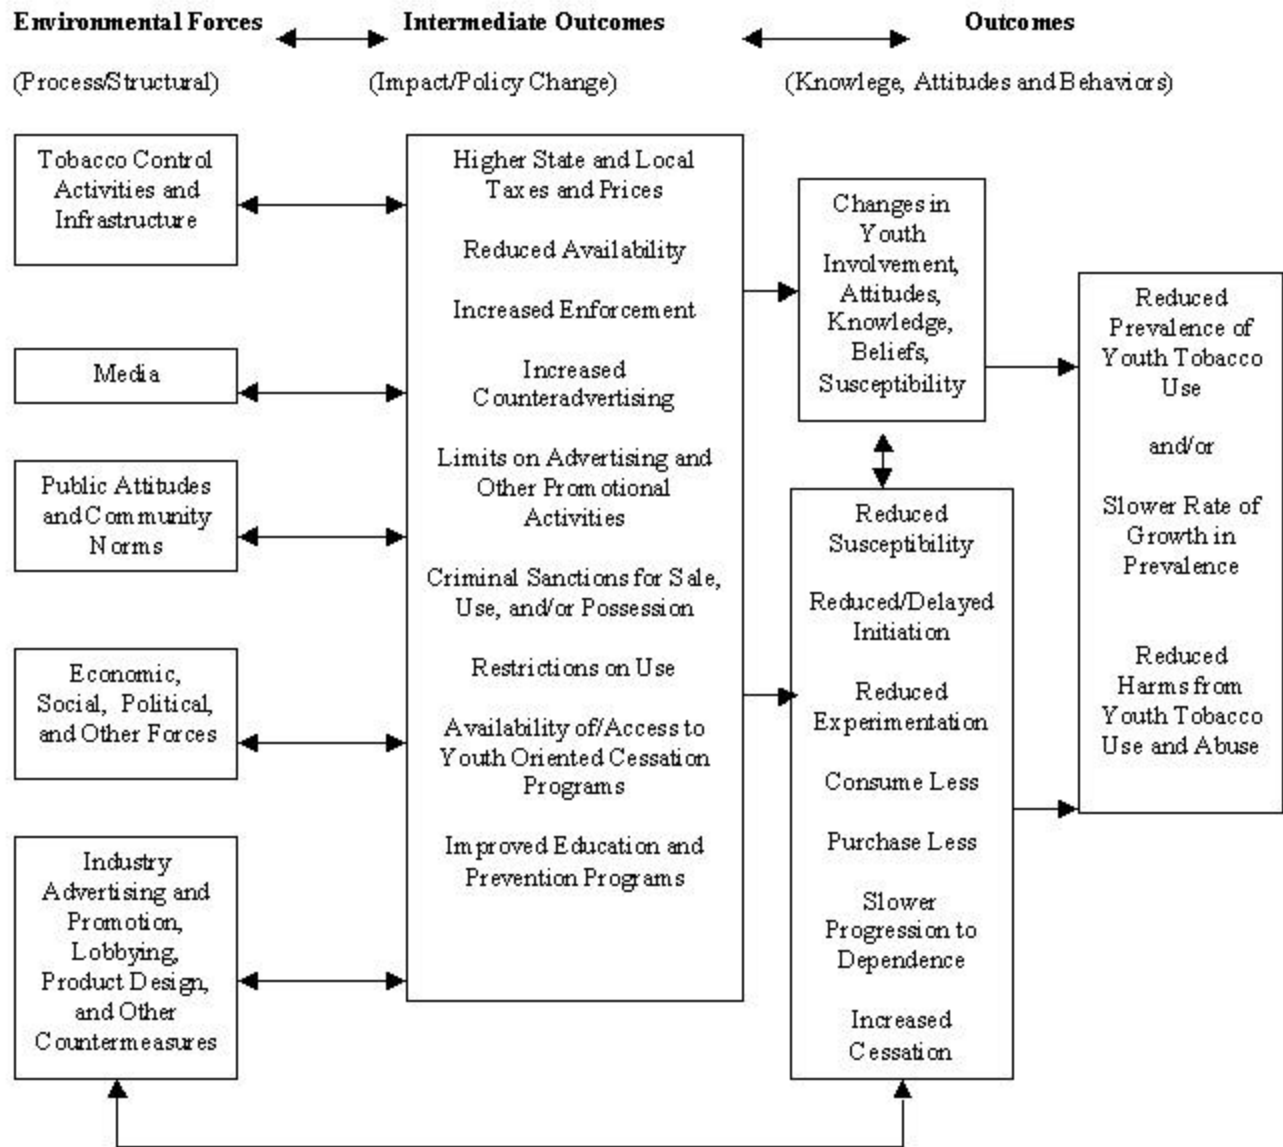 Environmental Forces
Intermediate Outcomes
Outcomes
(Process/Structural)
(Impact/Policy Change)
(Knowlege, Attitudes and Behaviors)
Tobacco Control
Activities and
Infrastructure
Media
Public Attitudes
and Community
Norms
Economic,
Social, Political,
and Other Forces
Industry
Advertising and
Promotion,
Lobbying,
Product Design,
and Other
Countermeasures
Higher State and Local
Taxes and Prices
Reduced Availability
Increased Enforcement
Increased
Counteradvertising
Limits on Advertising and
Other Promotional
Activities
Criminal Sanctions for Sale,
Use, and/or Possession
Restrictions on Use
Availability of/Access to
Youth Oriented Cessation
Programs
Improved Education and
Prevention Programs
Changes in
Youth
Involvement,
Attitudes,
Knowledge,
Beliefs,
Susceptibility
Reduced
Susceptibility
Reduced/Delayed
Initiation
Reduced
Experimentation
Consume Less
Purchase Less
Slower
Progression to
Dependence
Increased
Cessation
Reduced
Prevalence of
Youth Tobacco
Use
and/or
Slower Rate of
Growth in
Prevalence
Reduced
Harms from
Youth Tobacco
Use and Abuse